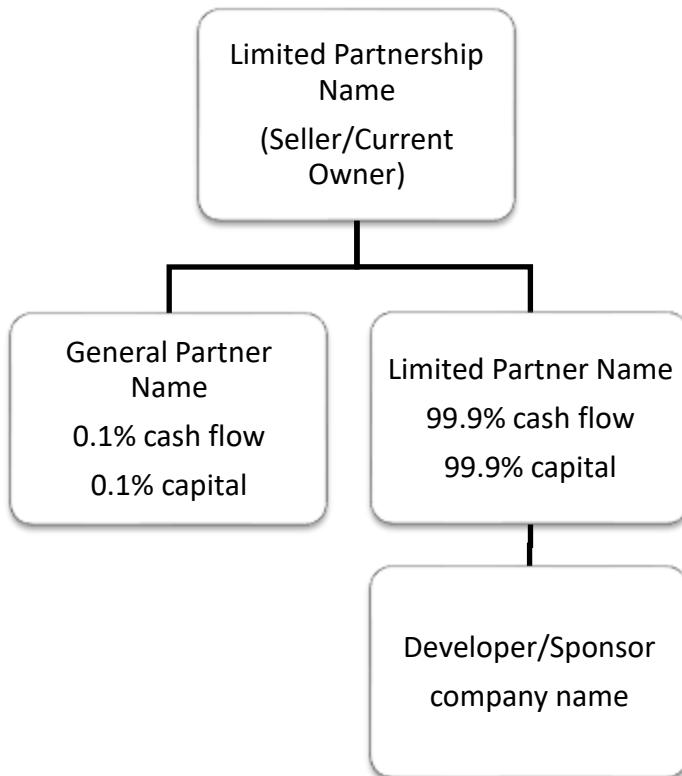 Limited Partnership
Name
(Seller/Current
Owner)
General Partner
Name
0.1% cash flow
0.1% capital
Limited Partner Name
99.9% cash flow
99.9% capital
Developer/Sponsor
company name